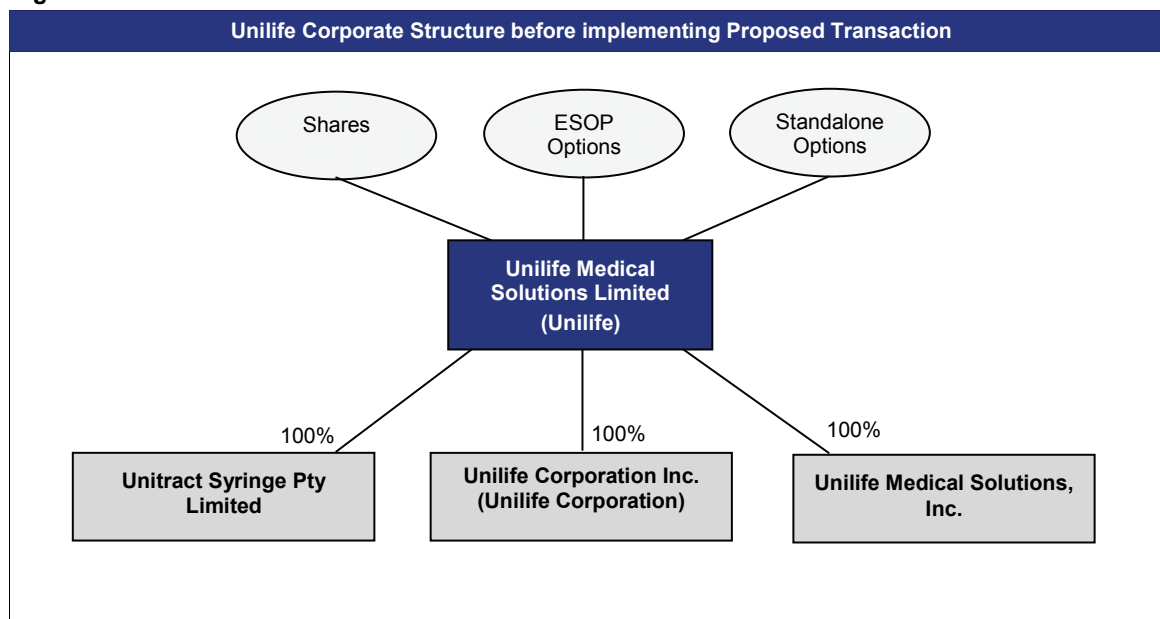 Unilife Corporate Structure before implementing Proposed Transaction
Shares
ESOP
Options
Standalone
Options
Unilife Medical
Solutions Limited
(Unilife)
100%
100%
100%
Unitract Syringe Pty
Limited
Unilife Corporation Inc.
(Unilife Corporation)
Unilife Medical Solutions,
Inc.